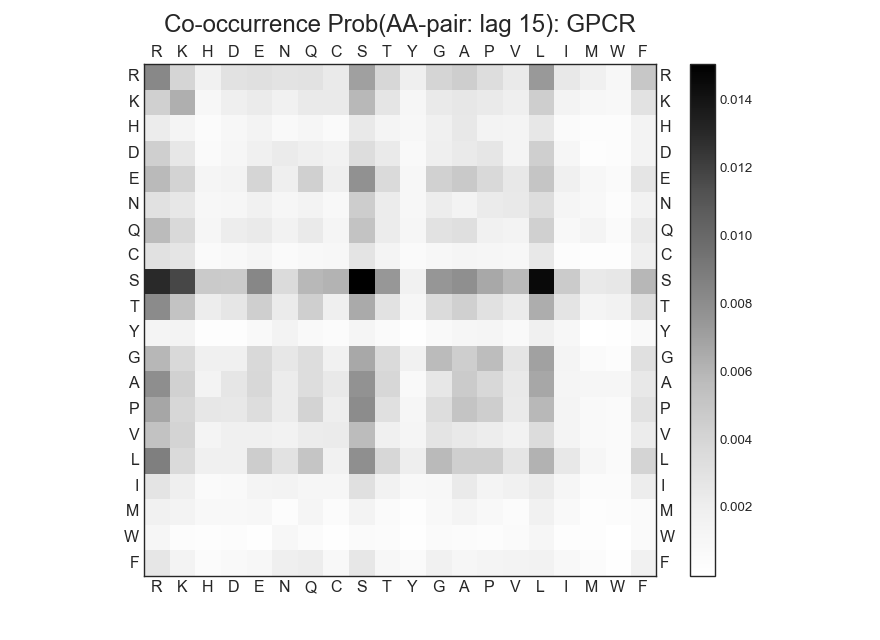 Co-occurrence Prob(AA-pair: lag 15): GPCR
R K H D E N Q C S T Y G A P V L I M W F
R R
K K
H H
D D
E E
N N
Q Q
C C
S S
T T
Y Y
G G
A A
P P
V V
L L
I I
M M
W W
F F
R K H D E N Q C S T Y G A P V L I M W F
0.014
0.012
0.010
0.008
0.006
0.004
0.002